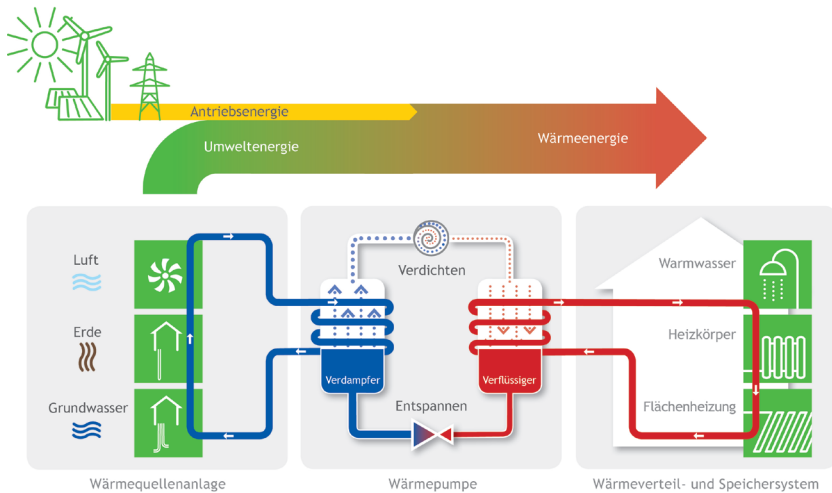 Antriebsenergie
Umweltenergie
Wärmeenergie
Luft
Erde
Grundwasser
Verdichten
Verdampfer
Verflüssiger
Entspannen
Warmwasser
Heizkörper
Flächenheizung
Wärmequellenanlage
Wärmepumpe
Wärmeverteil- und Speichersystem